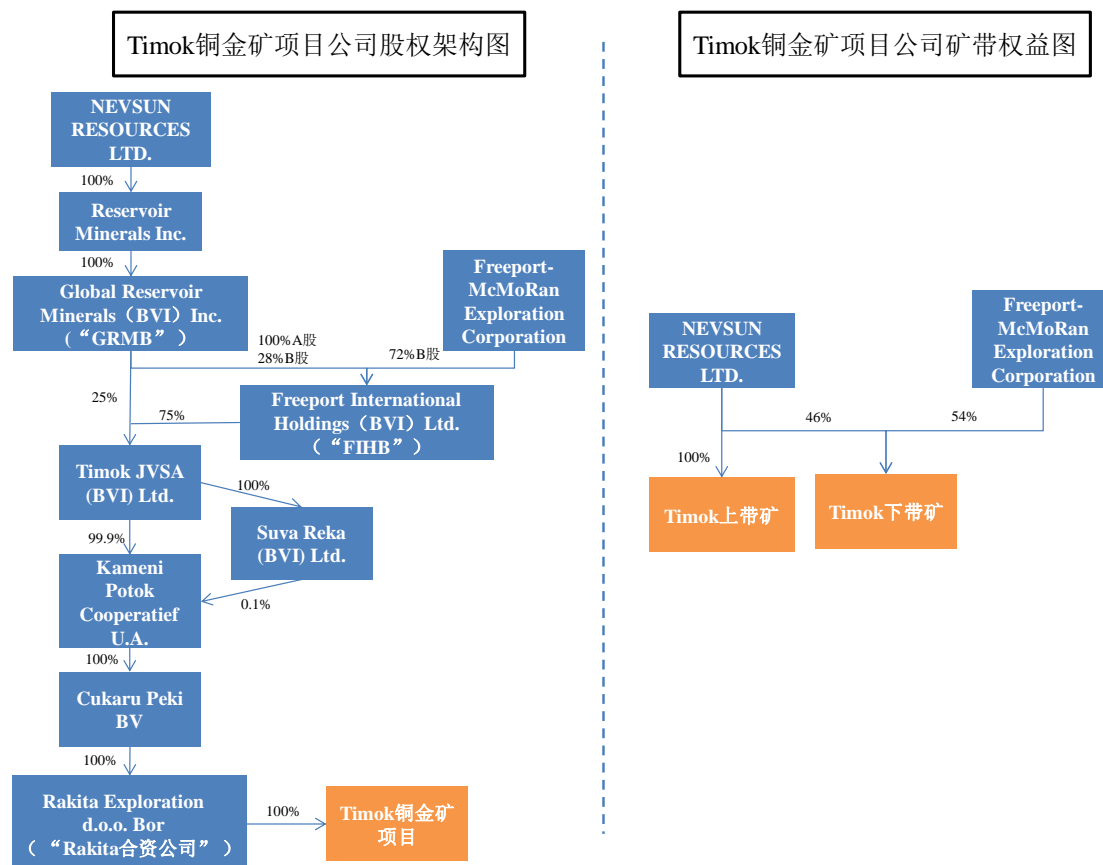 Timok铜金矿项目公司股权架构图
NEVSUN
RESOURCES
LTD.
100%
Reservoir
Minerals Inc.
100%
Global Reservoir
Minerals（BVI）Inc.
（“GRMB”）
Freeport-
McMoRan
Exploration
Corporation
100%A股
28%B股
72%B股
25%
75%
Freeport International
Holdings（BVI）Ltd.
（“FIHB”）
Timok JVSA
(BVI) Ltd.
100%
99.9%
Suva Reka
(BVI) Ltd.
Kameni
Potok
Cooperatief
U.A.
0.1%
100%
Cukaru Peki
BV
100%
Rakita Exploration
d.o.o. Bor
（“Rakita合资公司”）
100%
Timok铜金矿
项目
Timok铜金矿项目公司矿带权益图
NEVSUN
RESOURCES
LTD.
Freeport-
McMoRan
Exploration
Corporation
46%
54%
100%
Timok上带矿
Timok下带矿